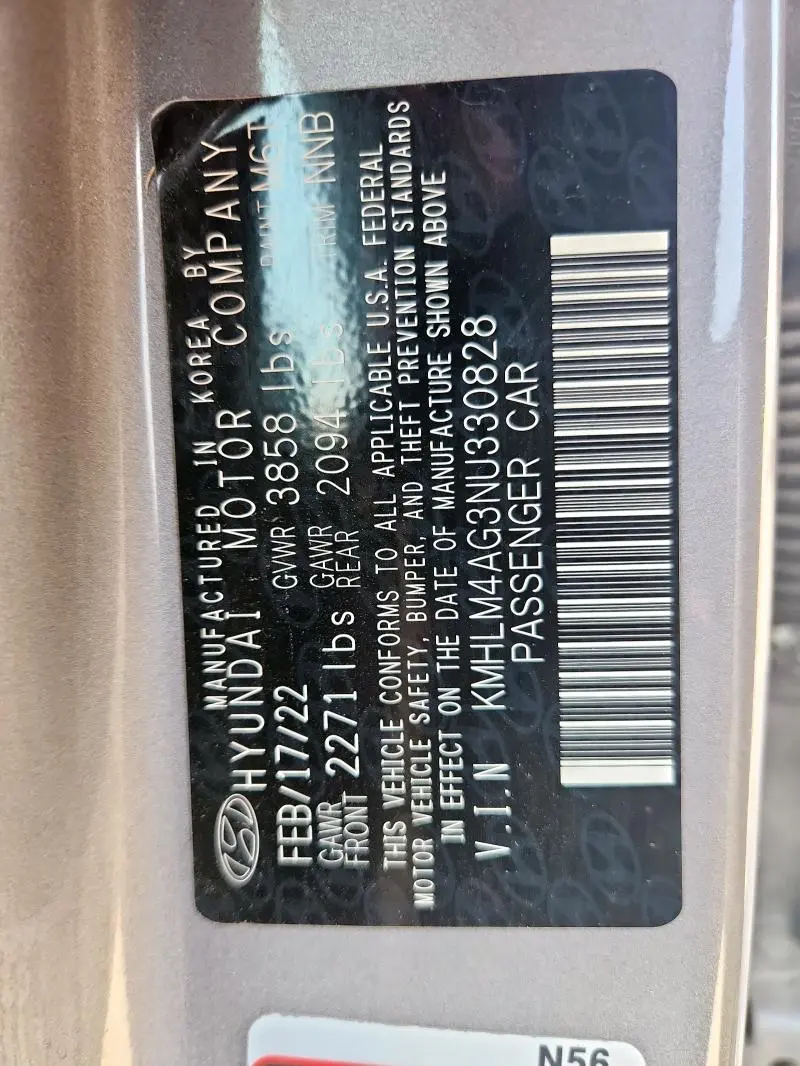 MANUFACTURED IN KOREA BY
HYUNDAI MOTOR COMPANY
FEB/17/22 GVWR 3858 lbs PAINT M6T
GAWR FRONT 2271 lbs GAWR REAR 2094 lbs TRIM NNB
THIS VEHICLE CONFORMS TO ALL APPLICABLE U.S.A. FEDERAL
MOTOR VEHICLE SAFETY, BUMPER, AND THEFT PREVENTION STANDARDS
IN EFFECT ON THE DATE OF MANUFACTURE SHOWN ABOVE
V.I.N KMHLM4AG3NU330828
PASSENGER CAR
N56